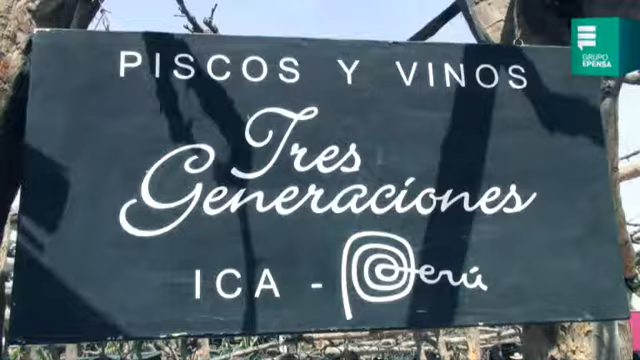 PISCOS Y VINOS
Tres
Generaciones
ICA - Perú
GRUPO
EPENSA